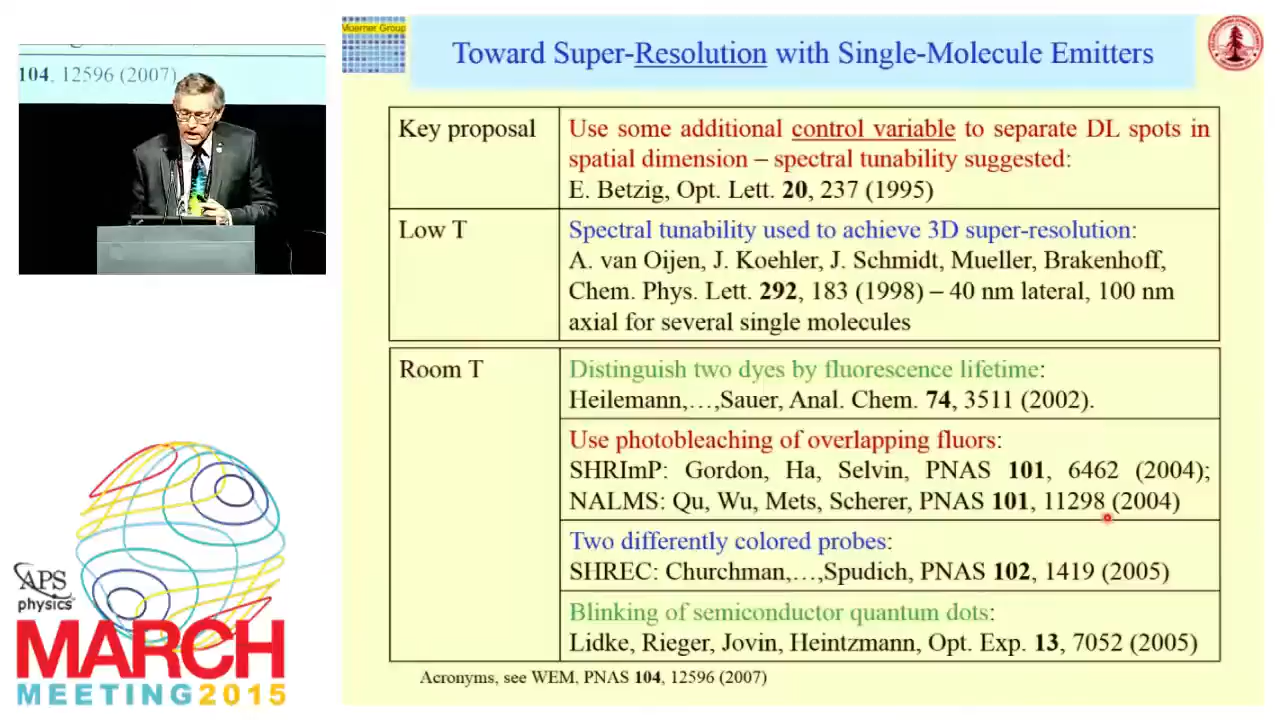 104, 12596 (2007)
Moerner Group
Toward Super-Resolution with Single-Molecule Emitters
Key proposal
Use some additional control variable to separate DL spots in
spatial dimension – spectral tunability suggested:
E. Betzig, Opt. Lett. 20, 237 (1995)
Low T
Spectral tunability used to achieve 3D super-resolution:
A. van Oijen, J. Koehler, J. Schmidt, Mueller, Brakenhoff,
Chem. Phys. Lett. 292, 183 (1998) – 40 nm lateral, 100 nm
axial for several single molecules
Room T
Distinguish two dyes by fluorescence lifetime:
Heilemann,…,Sauer, Anal. Chem. 74, 3511 (2002).
Use photobleaching of overlapping fluors:
SHRImP: Gordon, Ha, Selvin, PNAS 101, 6462 (2004);
NALMS: Qu, Wu, Mets, Scherer, PNAS 101, 11298 (2004)
Two differently colored probes:
SHREC: Churchman,…,Spudich, PNAS 102, 1419 (2005)
Blinking of semiconductor quantum dots:
Lidke, Rieger, Jovin, Heintzmann, Opt. Exp. 13, 7052 (2005)
Acronyms, see WEM, PNAS 104, 12596 (2007)
APS
physics
MARCH
MEETING2015